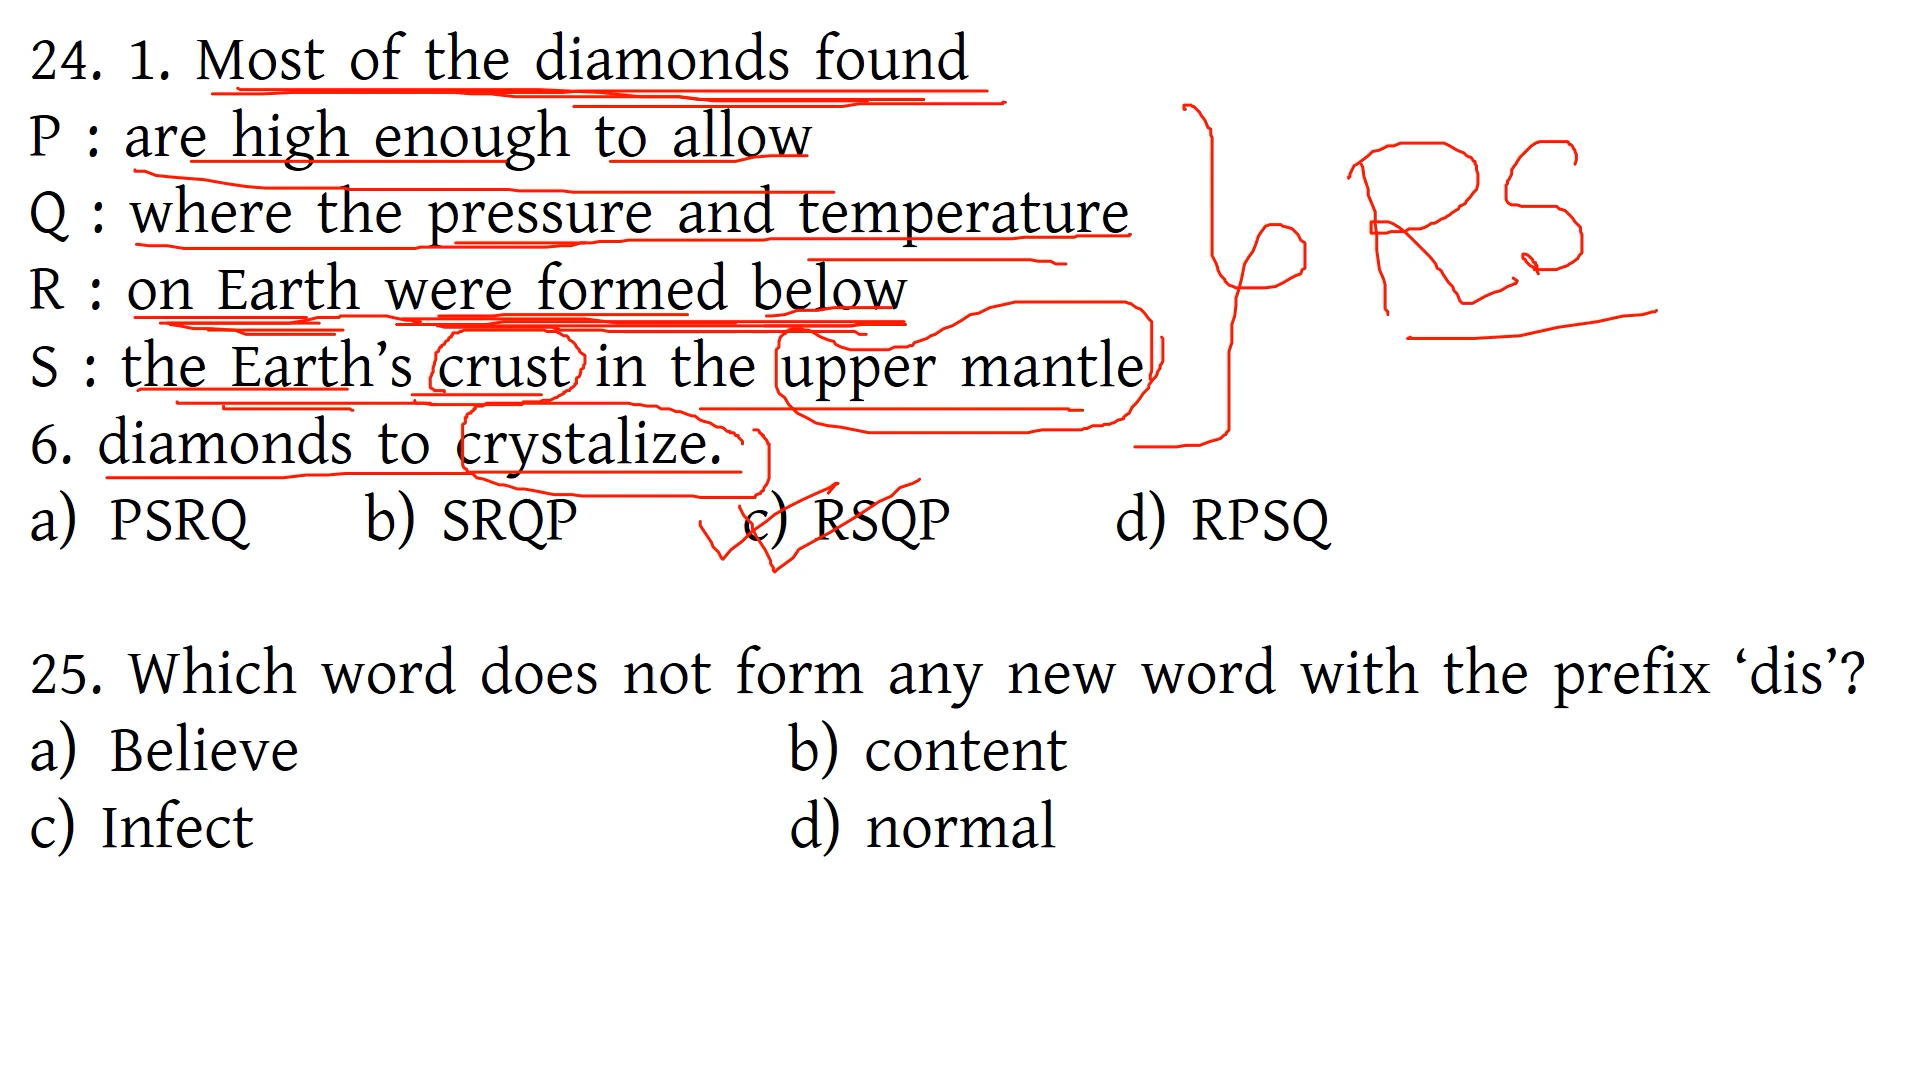 24. 1. Most of the diamonds found
P : are high enough to allow
Q : where the pressure and temperature
R : on Earth were formed below
S : the Earth’s crust in the upper mantle
6. diamonds to crystalize.
a) PSRQ b) SRQP c) RSQP d) RPSQ
RS
25. Which word does not form any new word with the prefix ‘dis’?
a) Believe b) content
c) Infect d) normal